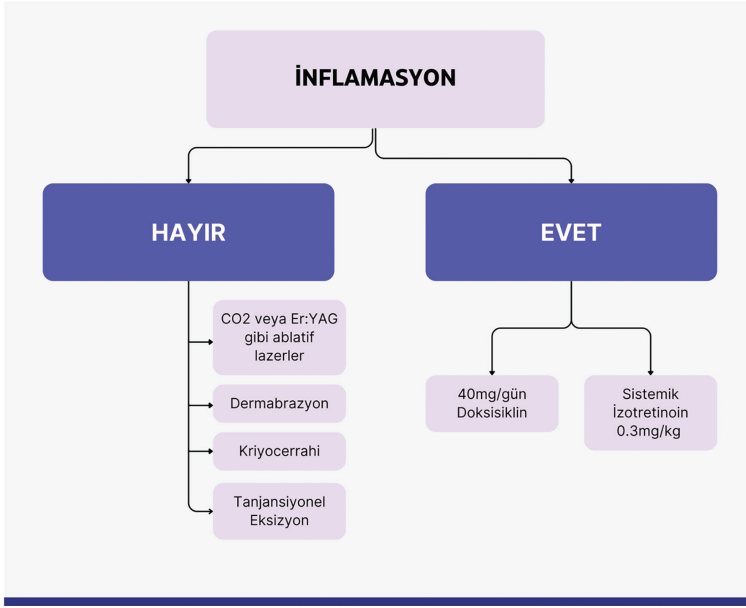 İNFLAMASYON
HAYIR
EVET
CO2 veya Er:YAG
gibi ablatif
lazerler
Dermabrazyon
Kriyocerrahi
Tanjansiyonel
Eksizyon
40mg/gün
Doksisiklin
Sistemik
İzotretinoin
0.3mg/kg